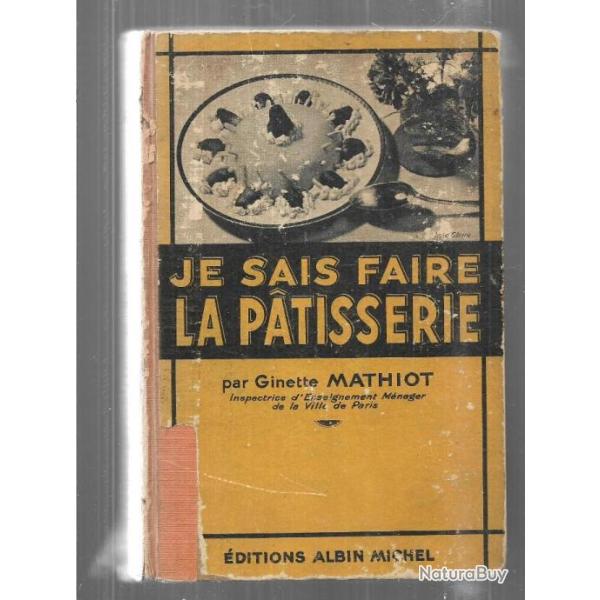 JE SAIS FAIRE
LA PÂTISSERIE
par Ginette MATHIOT
Inspectrice d'Enseignement Ménager
de la Ville de Paris
ÉDITIONS ALBIN MICHEL
NaturaBuy